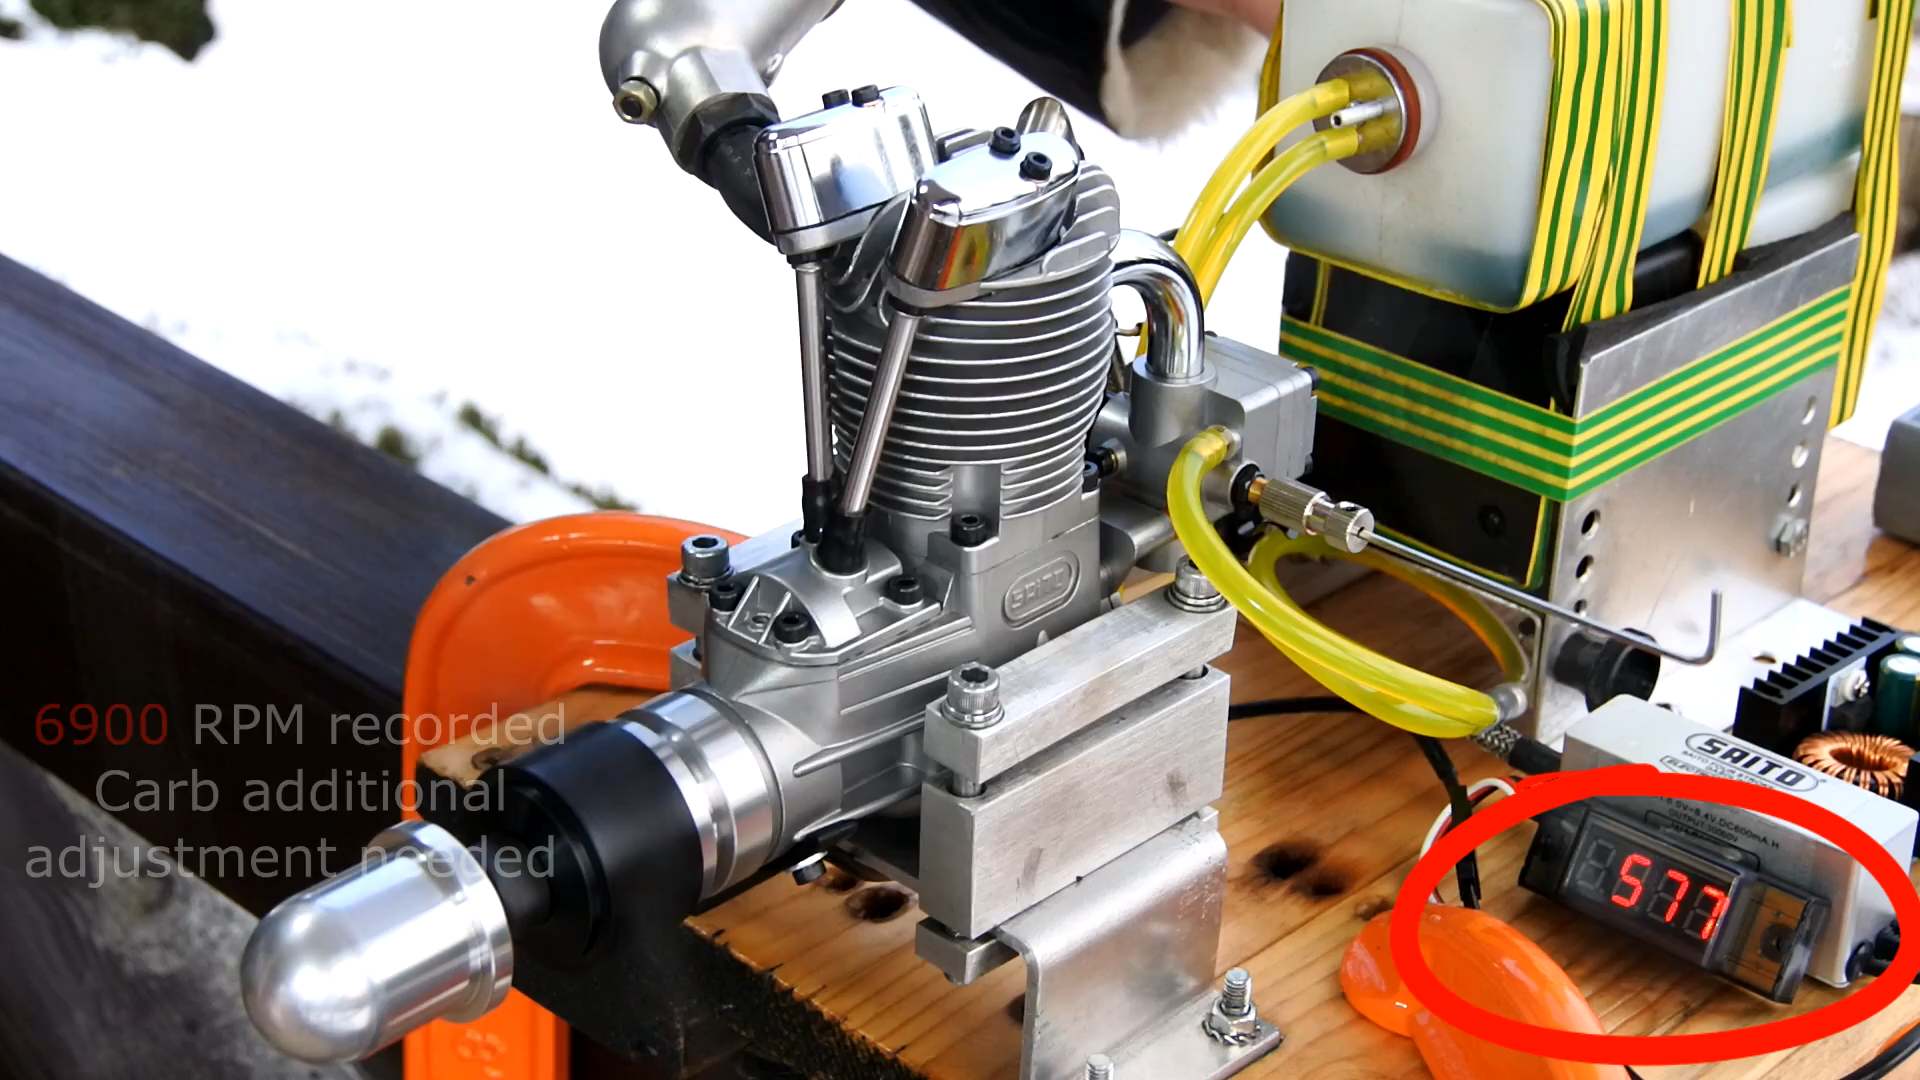 6900 RPM recorded
Carb additional
adjustment needed
SAITO
SAITO
577